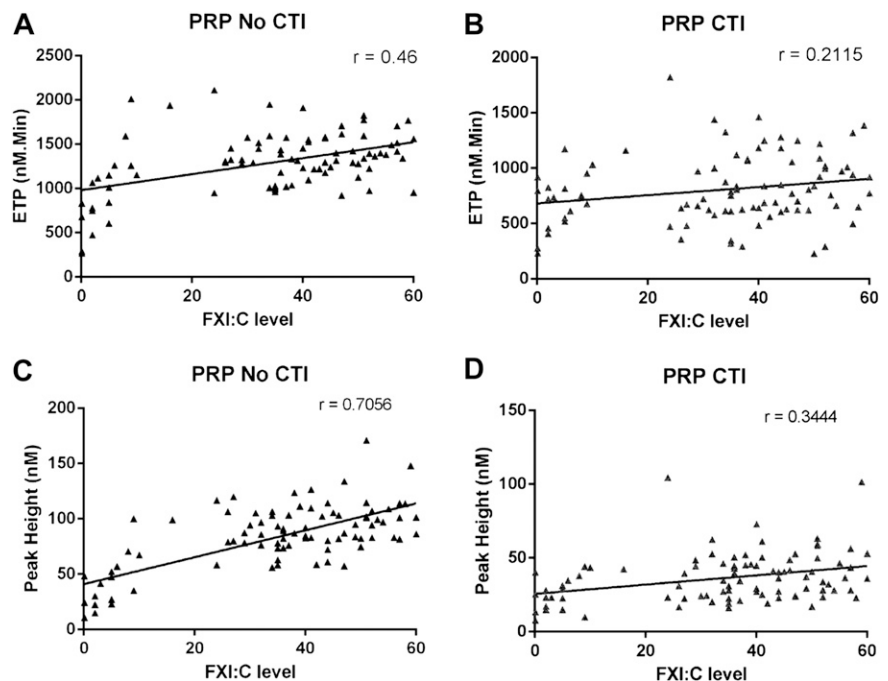 A
PRP No CTI
r = 0.46
2500
2000
1500
1000
500
0
ETP (nM.Min)
0 20 40 60
FXI:C level
B
PRP CTI
r = 0.2115
2000
1500
1000
500
0
ETP (nM.Min)
0 20 40 60
FXI:C level
C
PRP No CTI
r = 0.7056
200
150
100
50
0
Peak Height (nM)
0 20 40 60
FXI:C level
D
PRP CTI
r = 0.3444
150
100
50
0
Peak Height (nM)
0 20 40 60
FXI:C level